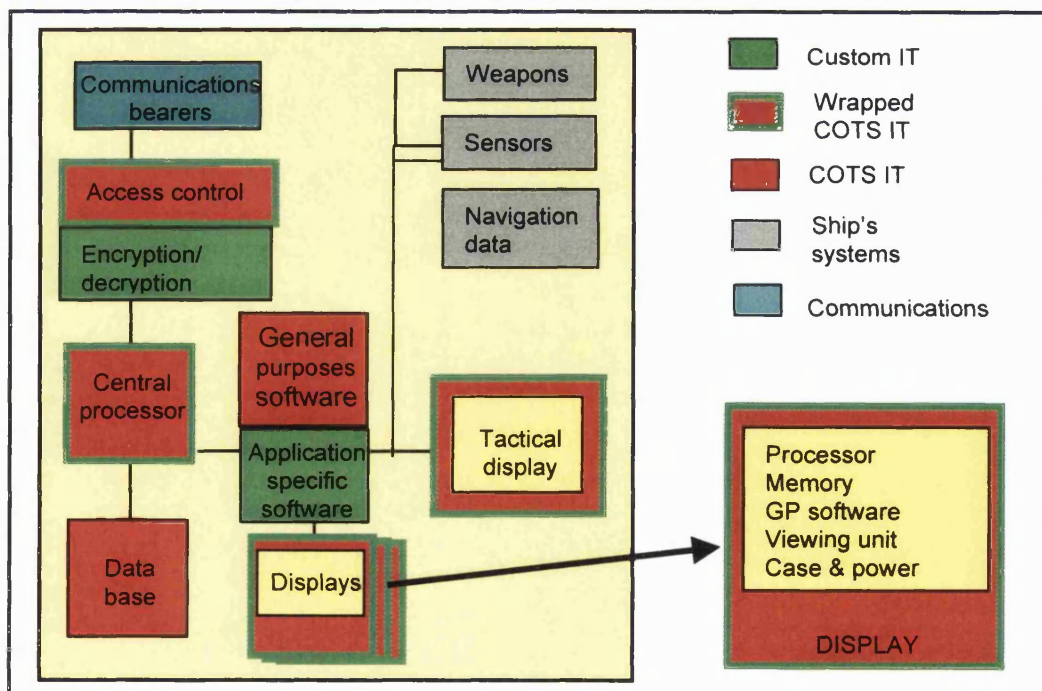 Communications
bearers
Access control
Encryption/
decryption
Central
processor
Data
base
General
purposes
software
Application
specific
software
Displays
Weapons
Sensors
Navigation
data
Tactical
display
Custom IT
Wrapped
COTS IT
COTS IT
Ship's
systems
Communications
Processor
Memory
GP software
Viewing unit
Case & power
DISPLAY